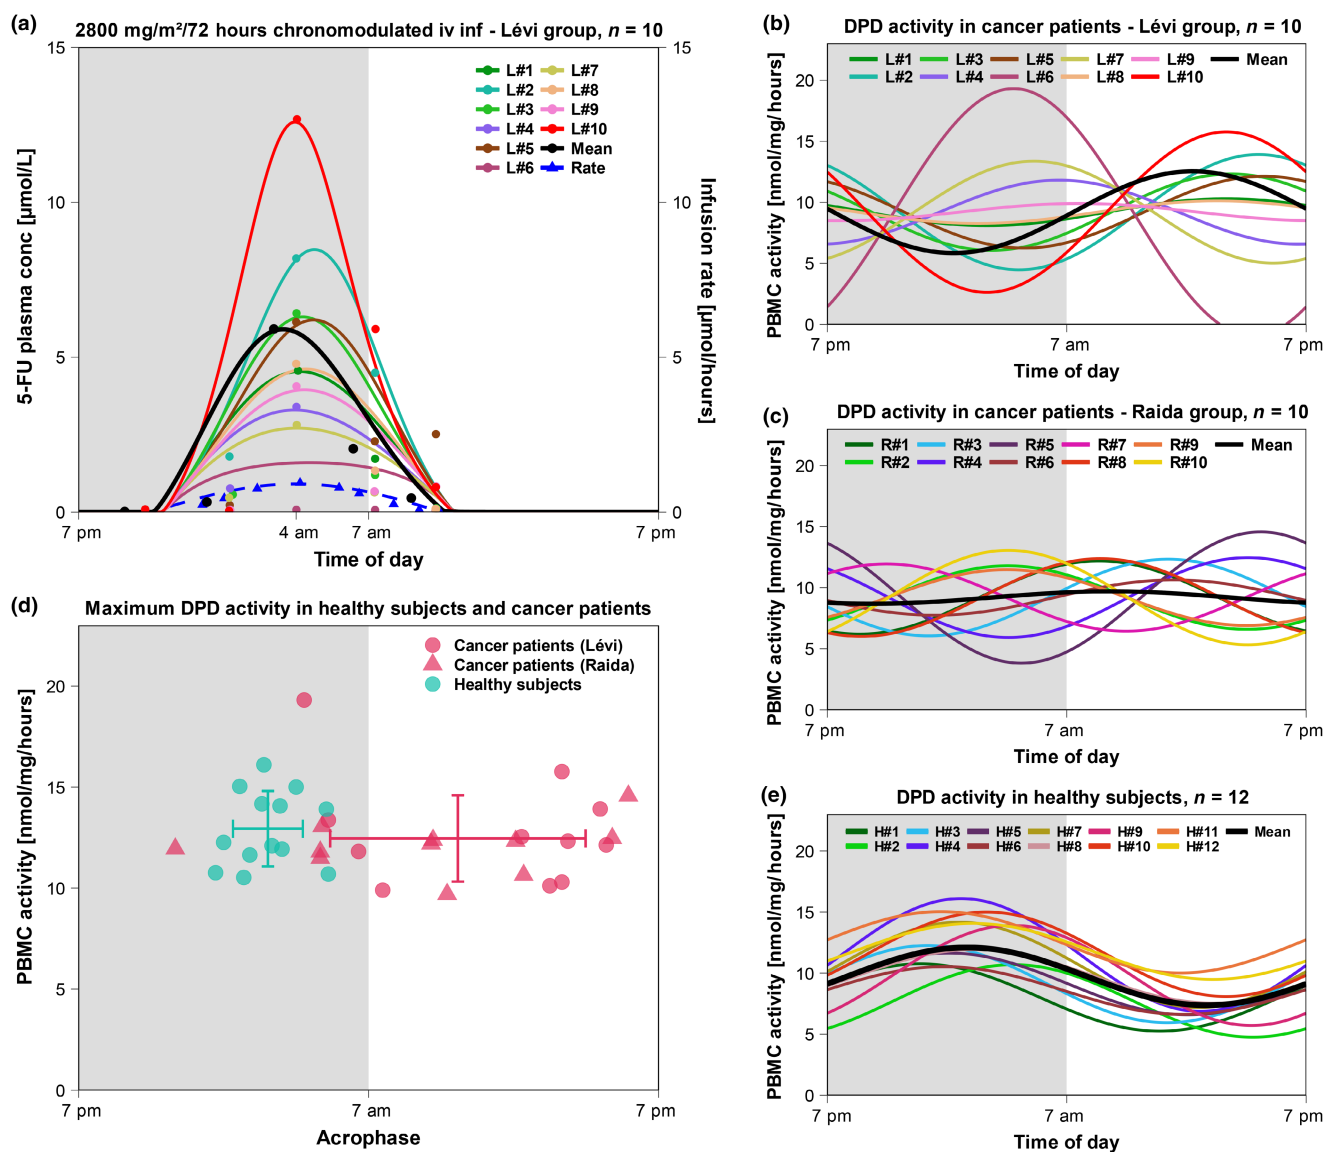 (a)
2800 mg/m²/72 hours chronomodulated iv inf - Lévi group, n = 10
15
10
5
0
5-FU plasma conc [µmol/L]
15
10
5
0
Infusion rate [µmol/hours]
L#1
L#2
L#3
L#4
L#5
L#6
L#7
L#8
L#9
L#10
Mean
Rate
7 pm
4 am
7 am
7 pm
Time of day
(b)
DPD activity in cancer patients - Lévi group, n = 10
L#1 L#3 L#5 L#7 L#9 Mean
L#2 L#4 L#6 L#8 L#10
20
15
10
5
0
PBMC activity [nmol/mg/hours]
7 pm
7 am
7 pm
Time of day
(c)
DPD activity in cancer patients - Raida group, n = 10
R#1 R#3 R#5 R#7 R#9 Mean
R#2 R#4 R#6 R#8 R#10
20
15
10
5
0
PBMC activity [nmol/mg/hours]
7 pm
7 am
7 pm
Time of day
(d)
Maximum DPD activity in healthy subjects and cancer patients
Cancer patients (Lévi)
Cancer patients (Raida)
Healthy subjects
20
15
10
5
0
PBMC activity [nmol/mg/hours]
7 pm
7 am
7 pm
Acrophase
(e)
DPD activity in healthy subjects, n = 12
H#1 H#3 H#5 H#7 H#9 H#11 Mean
H#2 H#4 H#6 H#8 H#10 H#12
20
15
10
5
0
PBMC activity [nmol/mg/hours]
7 pm
7 am
7 pm
Time of day